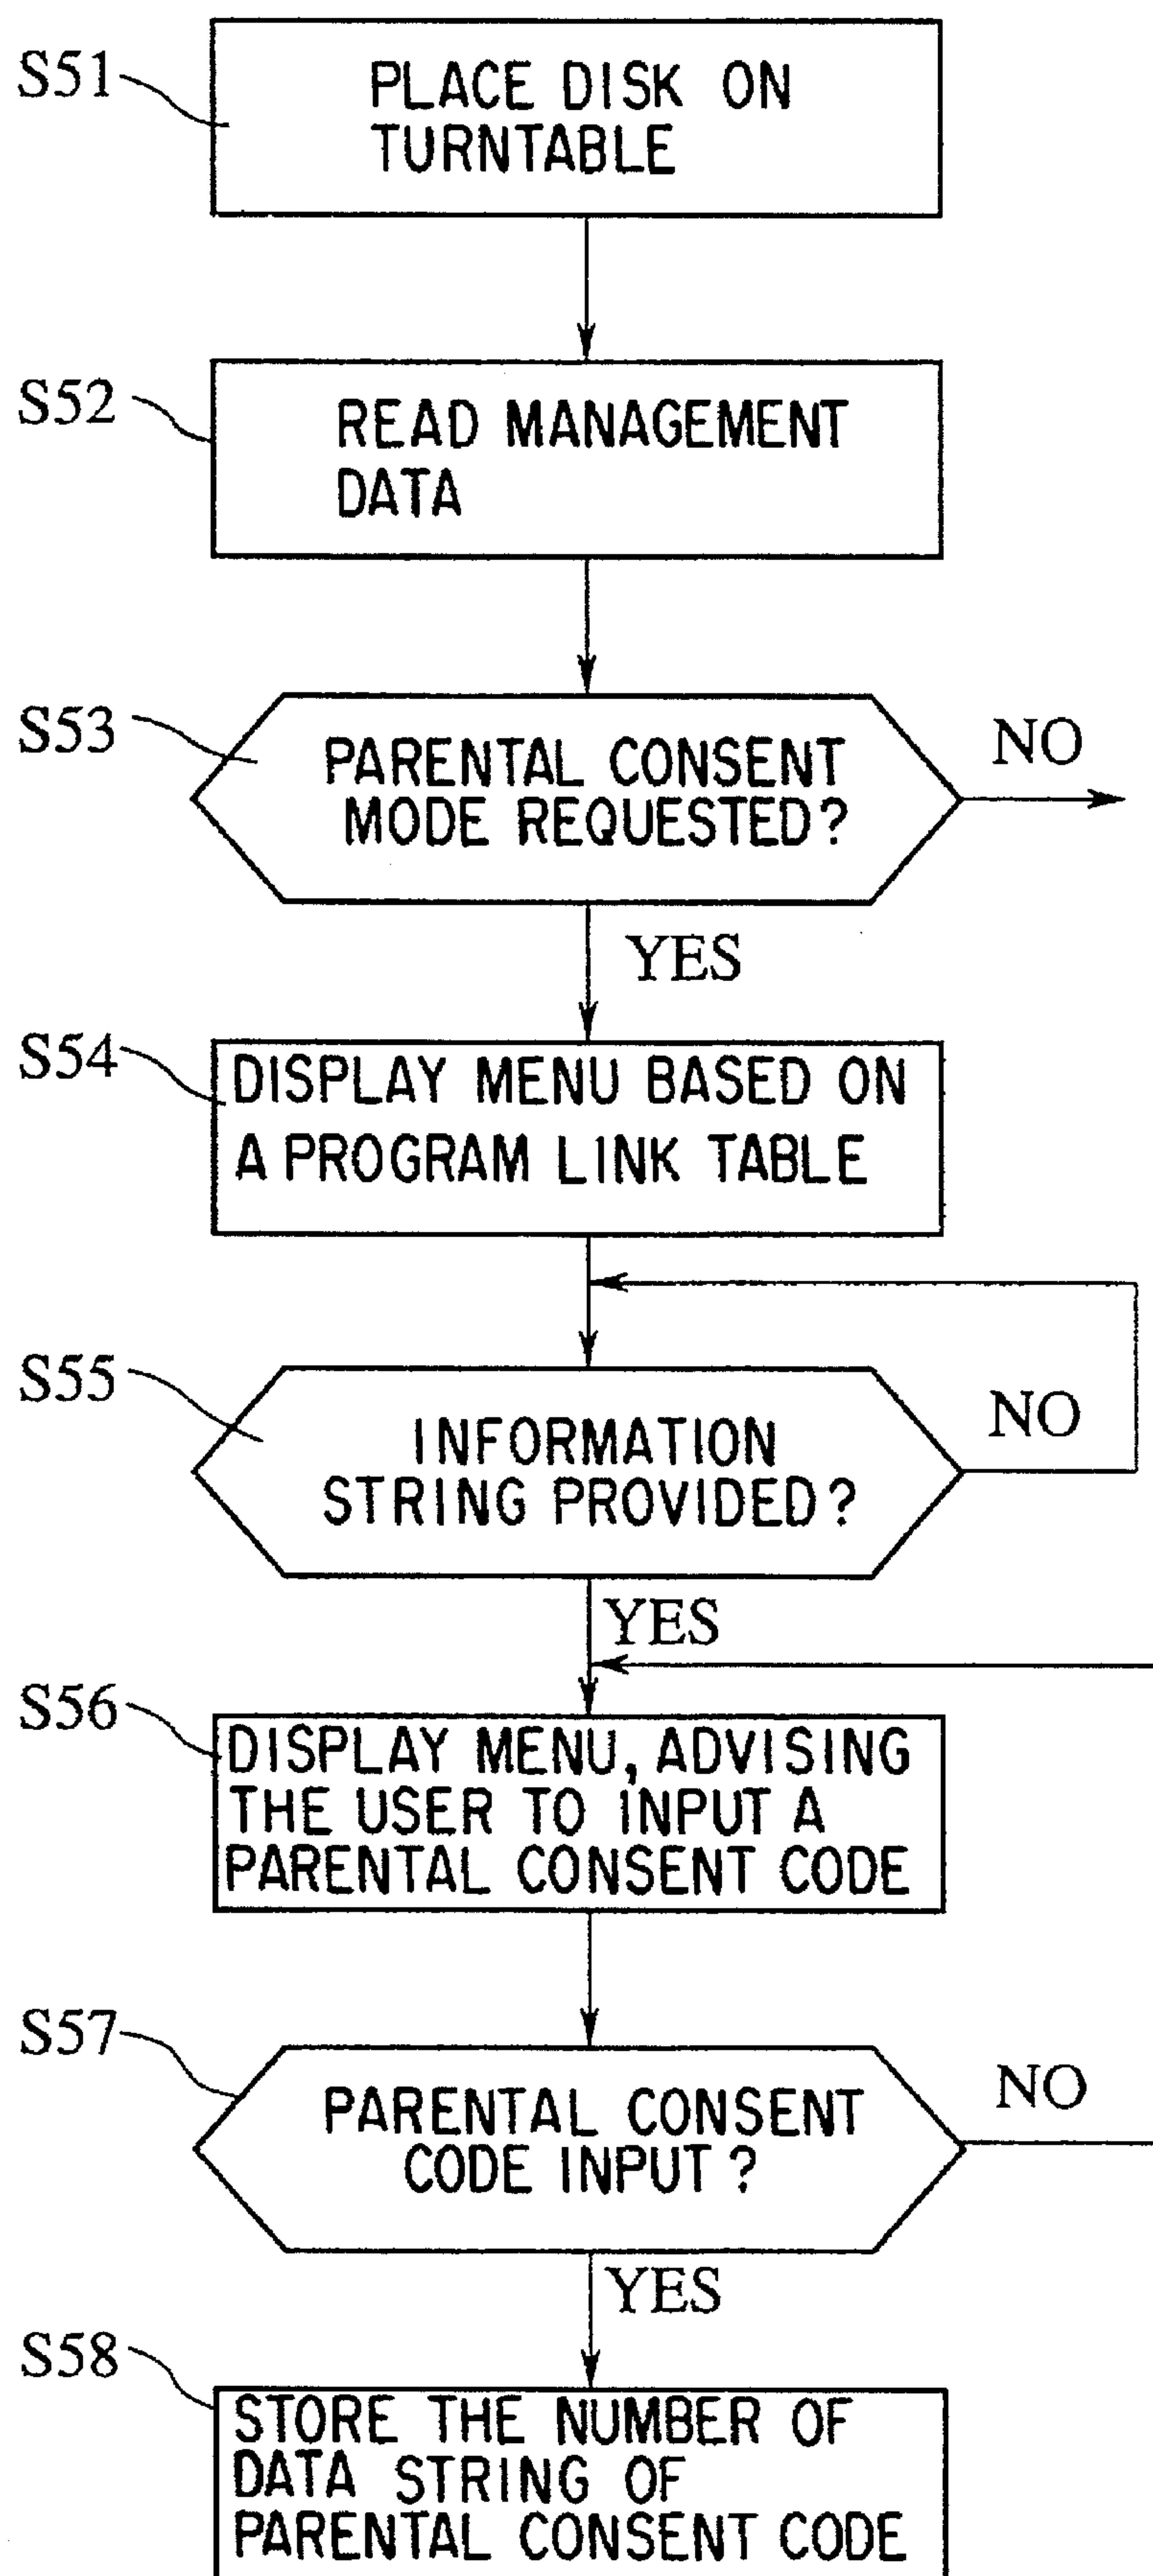 S51
PLACE DISK ON
TURNTABLE
S52
READ MANAGEMENT
DATA
S53
PARENTAL CONSENT
MODE REQUESTED?
NO
YES
S54
DISPLAY MENU BASED ON
A PROGRAM LINK TABLE
S55
INFORMATION
STRING PROVIDED?
NO
YES
S56
DISPLAY MENU, ADVISING
THE USER TO INPUT A
PARENTAL CONSENT CODE
S57
PARENTAL CONSENT
CODE INPUT?
NO
YES
S58
STORE THE NUMBER OF
DATA STRING OF
PARENTAL CONSENT CODE